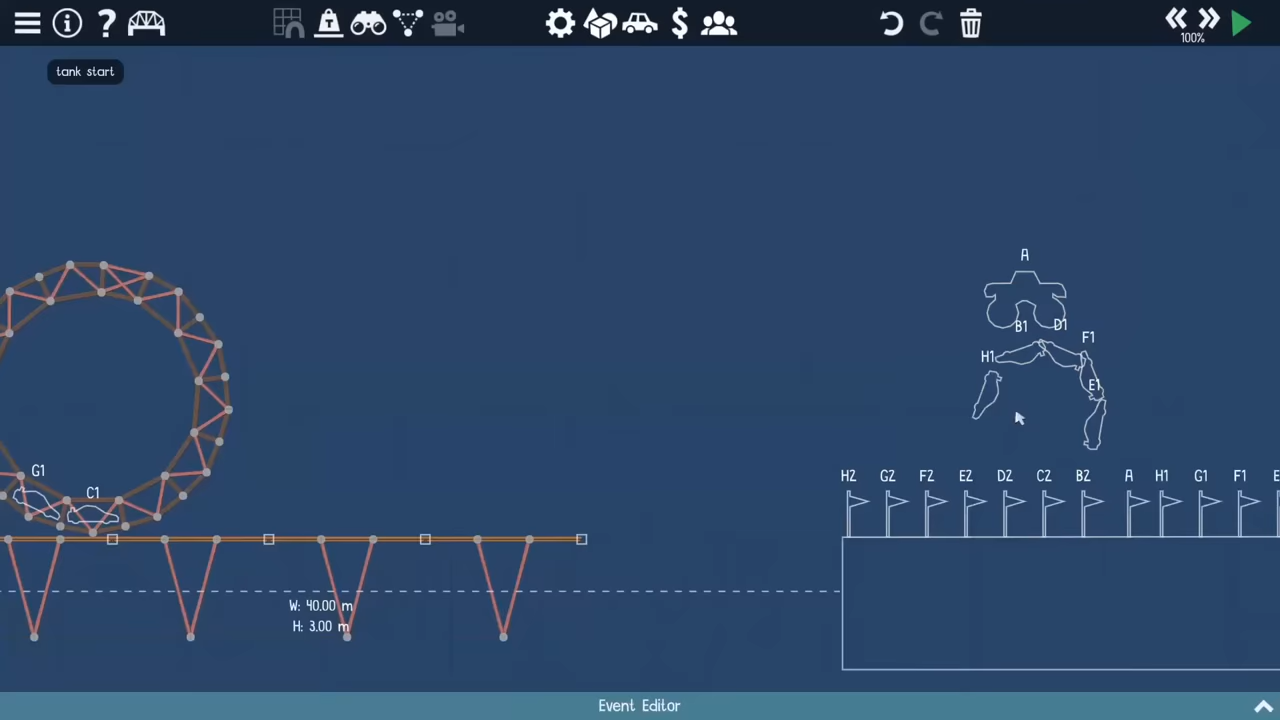 100%
tank start
A
B1
D1
F1
H1
E1
G1
C1
H2
G2
F2
E2
D2
C2
B2
A
H1
G1
F1
E
W: 40.00 m
H: 3.00 m
Event Editor